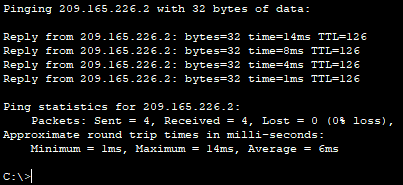 Pinging 209.165.226.2 with 32 bytes of data:
Reply from 209.165.226.2: bytes=32 time=14ms TTL=126
Reply from 209.165.226.2: bytes=32 time=8ms TTL=126
Reply from 209.165.226.2: bytes=32 time=4ms TTL=126
Reply from 209.165.226.2: bytes=32 time=1ms TTL=126
Ping statistics for 209.165.226.2:
Packets: Sent = 4, Received = 4, Lost = 0 (0% loss),
Approximate round trip times in milli-seconds:
Minimum = 1ms, Maximum = 14ms, Average = 6ms
C:\>